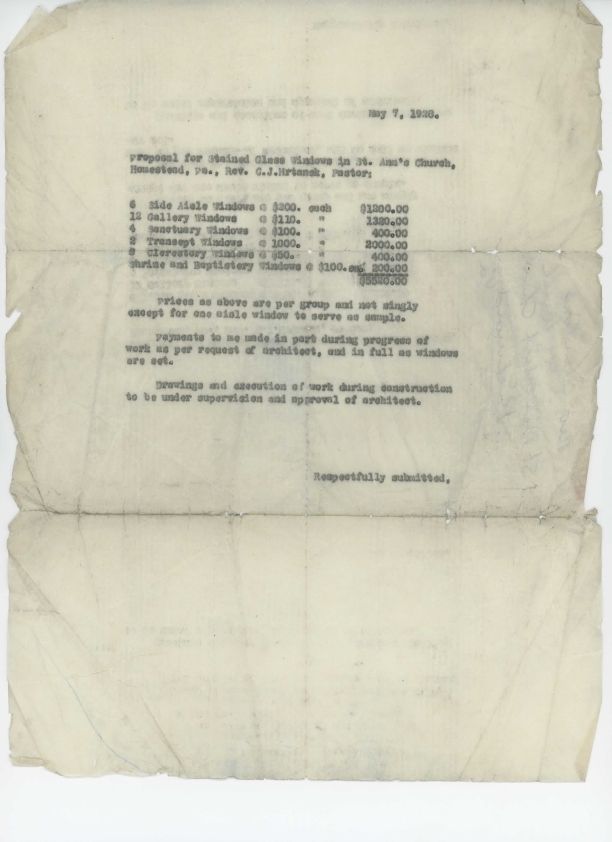 May 7, 1926.
Proposal for Stained Glass Windows in St. Ann's Church,
Homestead, Pa., Rev. C.J.Hrtanek, Pastor;
6 Side Aisle Windows @ $200. each $1200.00
12 Gallery Windows @ $110. " 1320.00
4 Sanctuary Windows @ $100. " 400.00
2 Transept Windows @ 1000. " 2000.00
8 Clerestory Windows @ $50. " 400.00
Shrine and Baptistery Windows @ $100. 200.00
$5520.00
Prices as above are per group and not singly
except for one aisle window to serve as sample.
Payments to me made in part during progress of
work as per request of architect, and in full as windows
are set.
Drawings and execution of work during construction
to be under supervision and approval of architect.
Respectfully submitted,